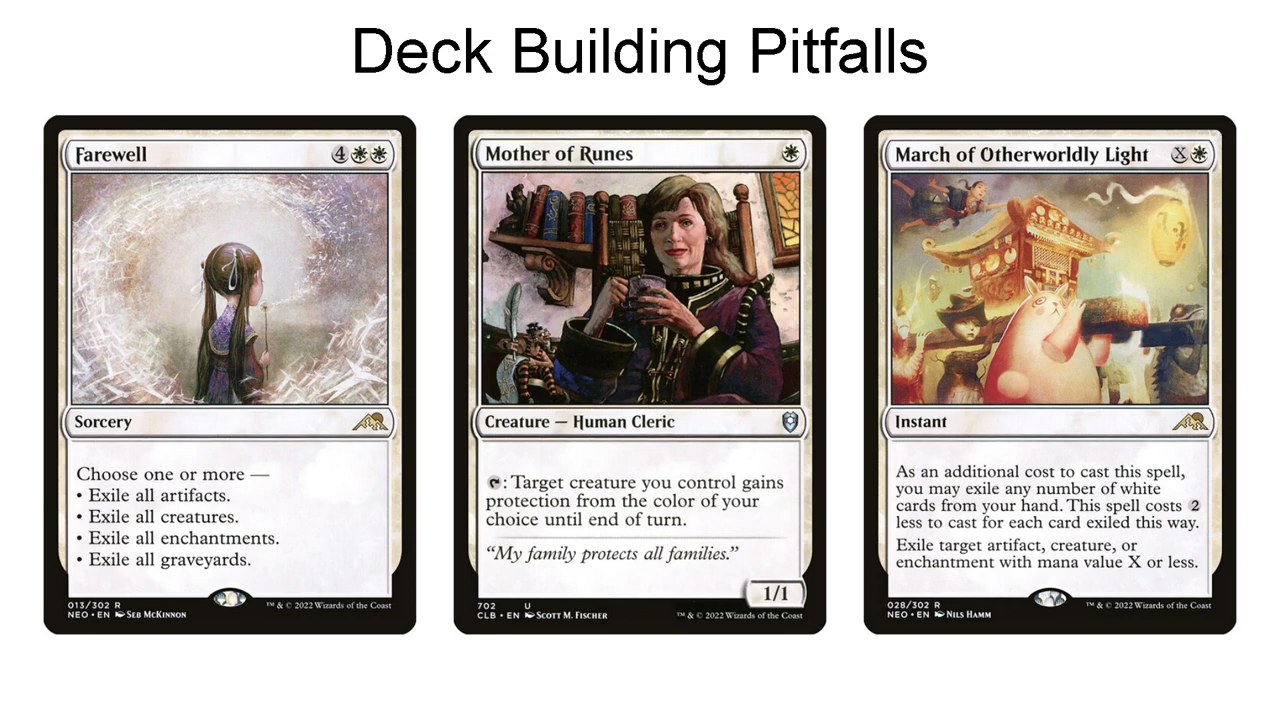 Deck Building Pitfalls
Farewell 4
Sorcery
Choose one or more —
• Exile all artifacts.
• Exile all creatures.
• Exile all enchantments.
• Exile all graveyards.
013/302 R
NEO • EN SEB MCKINNON
™ & © 2022 Wizards of the Coast
Mother of Runes
Creature — Human Cleric
: Target creature you control gains
protection from the color of your
choice until end of turn.
“My family protects all families.”
1/1
702 U
CLB • EN SCOTT M. FISCHER
™ & © 2022 Wizards of the Coast
March of Otherworldly Light X
Instant
As an additional cost to cast this spell,
you may exile any number of white
cards from your hand. This spell costs 2
less to cast for each card exiled this way.
Exile target artifact, creature, or
enchantment with mana value X or less.
028/302 R
NEO • EN NILS HAMM
™ & © 2022 Wizards of the Coast